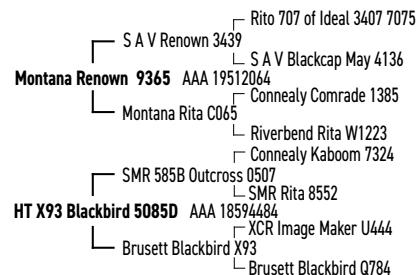 Rito 707 of Ideal 3407 7075
S A V Renown 3439
S A V Blackcap May 4136
Montana Renown 9365 AAA 19512064
Connealy Comrade 1385
Montana Rita C065
Riverbend Rita W1223
Connealy Kaboom 7324
SMR 585B Outcross 0507
SMR Rita 8552
HT X93 Blackbird 5085D AAA 18594484
XCR Image Maker U444
Brusett Blackbird X93
Brusett Blackbird Q784